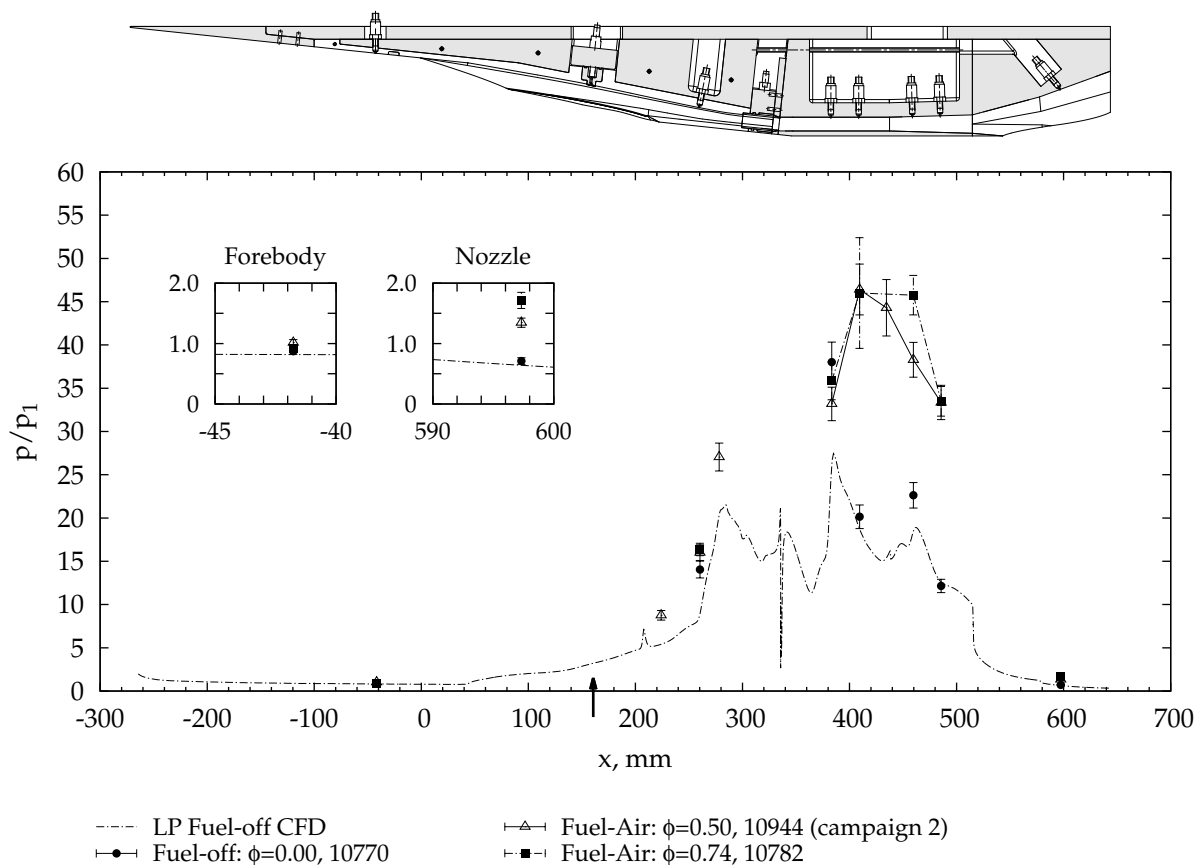 60
55
50
45
40
35
30
25
20
15
10
5
0
p/p1
-300 -200 -100 0 100 200 300 400 500 600 700
x, mm
Forebody
2.0
1.0
0
-45 -40
Nozzle
2.0
1.0
0
590 600
LP Fuel-off CFD
Fuel-off: ϕ=0.00, 10770
Fuel-Air: ϕ=0.50, 10944 (campaign 2)
Fuel-Air: ϕ=0.74, 10782